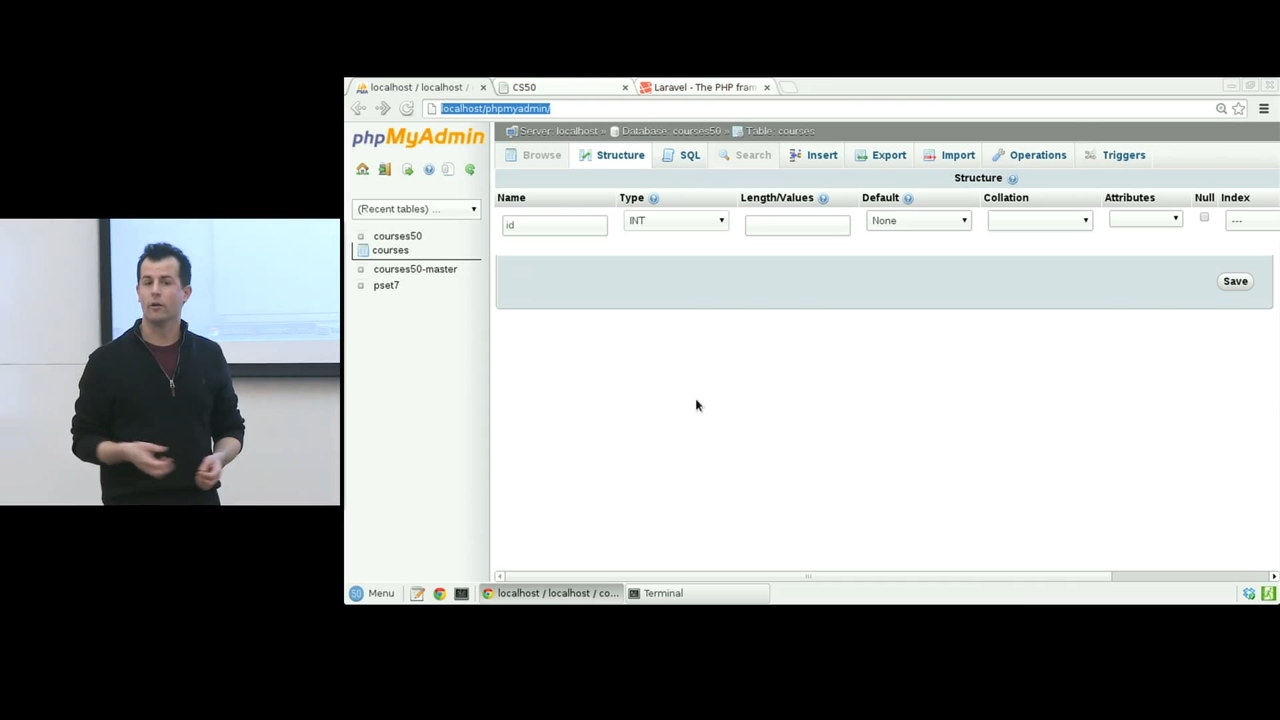 localhost / localhost /
CS50
Laravel - The PHP fram
localhost/phpmyadmin/
phpMyAdmin
Server: localhost » Database: courses50 » Table: courses
Browse Structure SQL Search Insert Export Import Operations Triggers
Structure
Name Type Length/Values Default Collation Attributes Null Index
id INT None ---
(Recent tables) ...
courses50
courses
courses50-master
pset7
Save
50 Menu
localhost / localhost / co...
Terminal